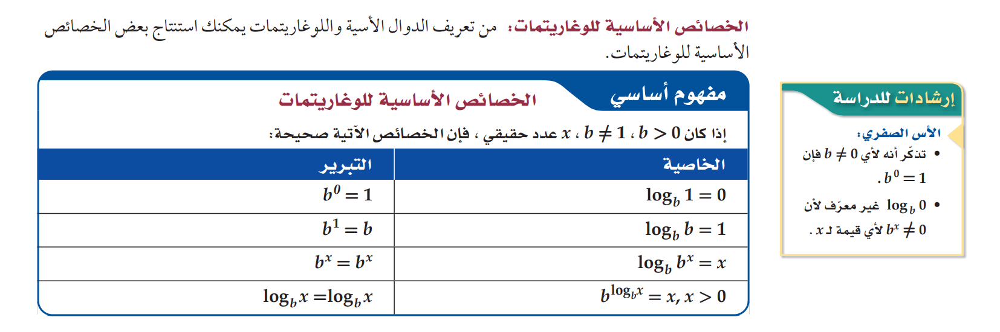 الخصائص الأساسية للوغاريتمات: من تعريف الدوال الأسية واللوغاريتمات يمكنك استنتاج بعض الخصائص
الأساسية للوغاريتمات.
مفهوم أساسي
الخصائص الأساسية للوغاريتمات
إذا كان b > 0 ، b ≠ 1 ، x عدد حقيقي ، فإن الخصائص الآتية صحيحة:
الخاصية التبرير
log_b 1 = 0 b^0 = 1
log_b b = 1 b^1 = b
log_b b^x = x b^x = b^x
b^(log_b x) = x, x > 0 log_b x = log_b x
إرشادات للدراسة
الأس الصفري:
• تذكّر أنه لأي b ≠ 0 فإن
b^0 = 1 .
• log_b 0 غير معرّف لأن
b^x ≠ 0 لأي قيمة لـ x .